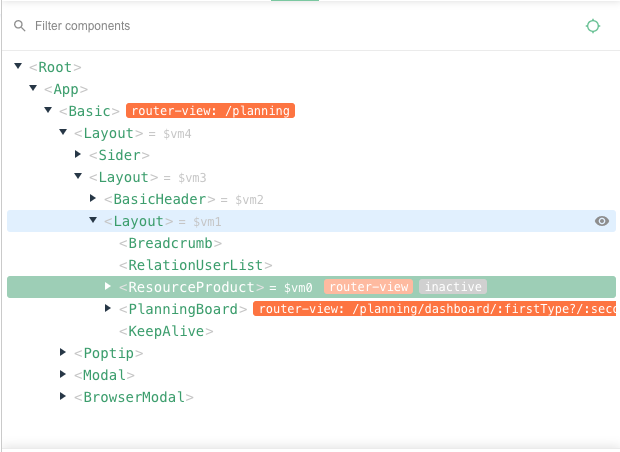 Filter components
<Root>
<App>
<Basic> router-view: /planning
<Layout> = $vm4
<Sider>
<Layout> = $vm3
<BasicHeader> = $vm2
<Layout> = $vm1
<Breadcrumb>
<RelationUserList>
<ResourceProduct> = $vm0 router-view inactive
<PlanningBoard> router-view: /planning/dashboard/:firstType?/:seco
<KeepAlive>
<Poptip>
<Modal>
<BrowserModal>